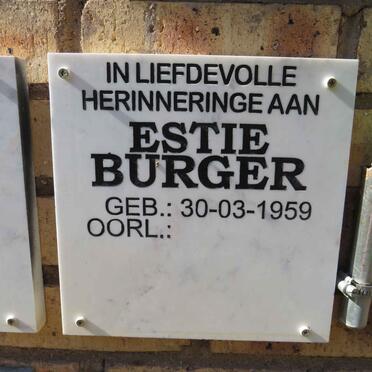 IN LIEFDEVOLLE
HERINNERINGE AAN
ESTIE
BURGER
GEB.: 30-03-1959
OORL.: